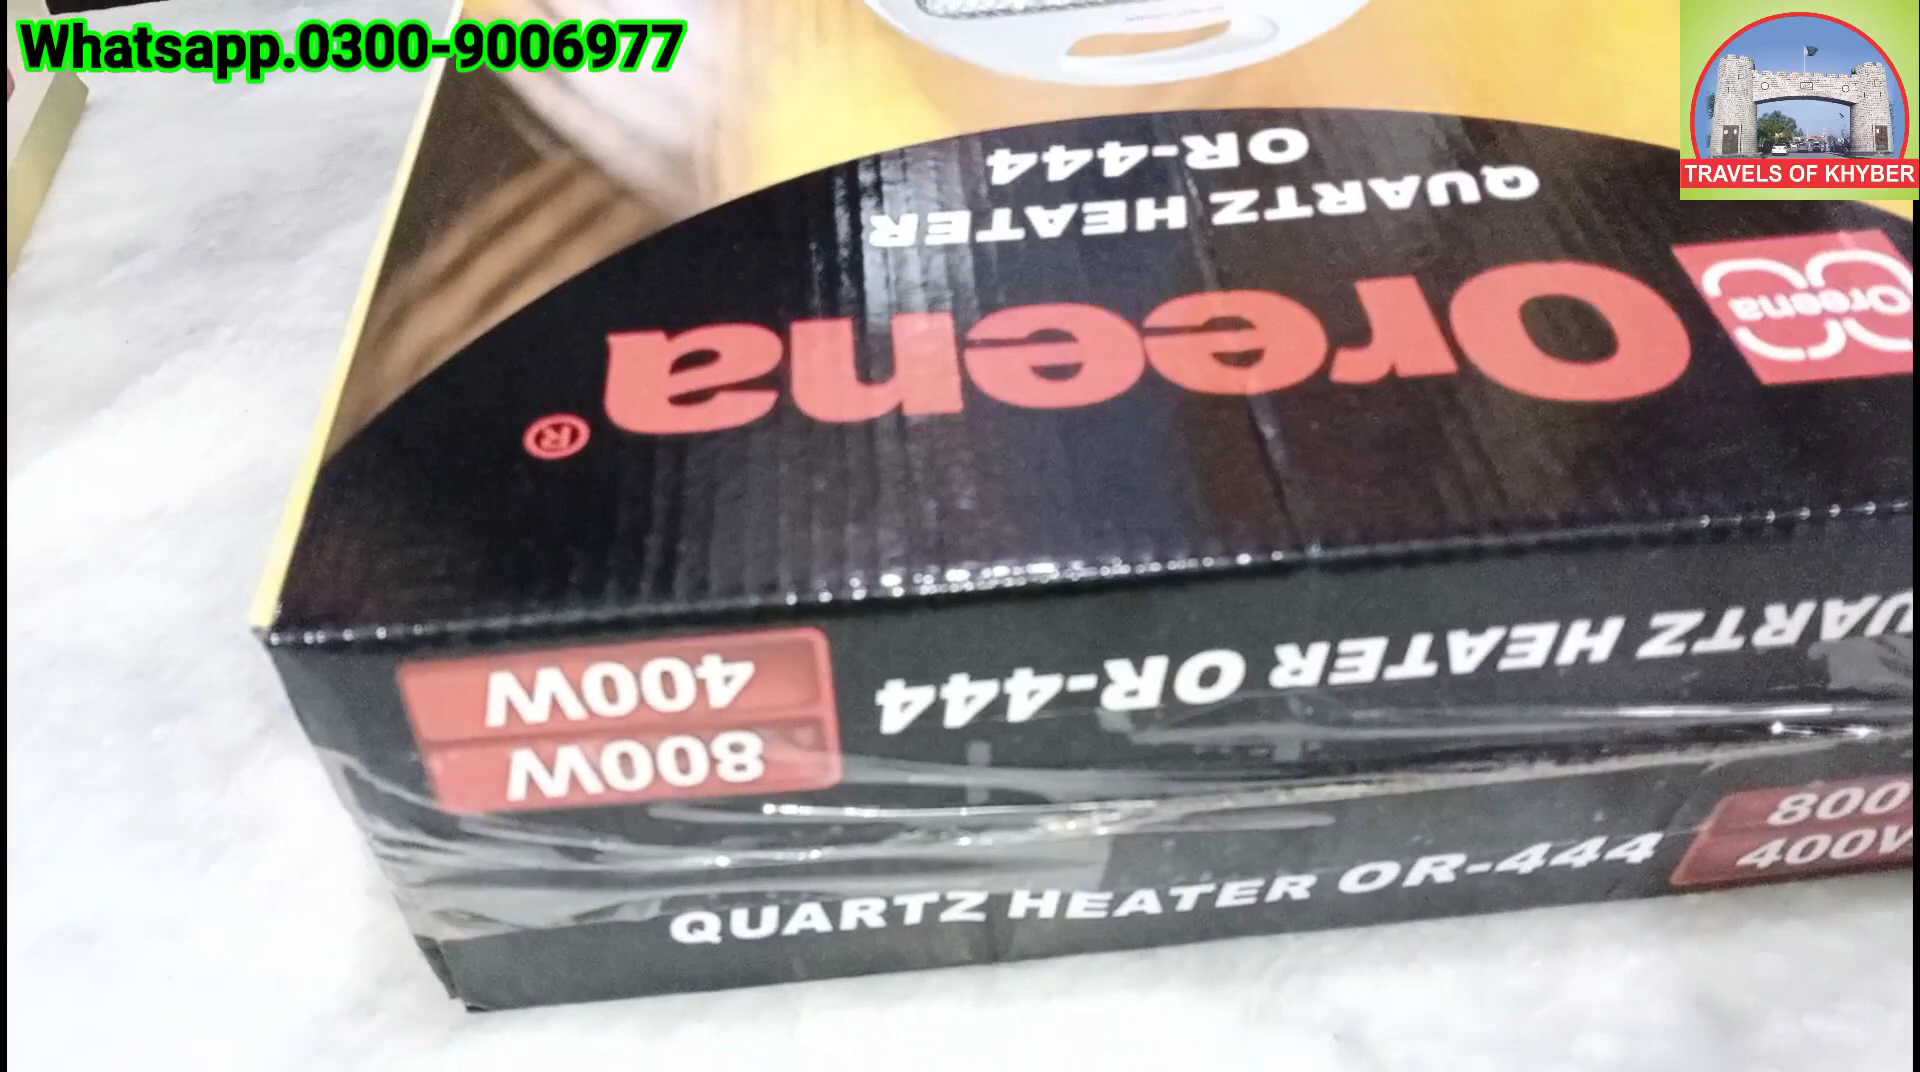 Whatsapp.0300-9006977
TRAVELS OF KHYBER
Oreena
Oreena®
QUARTZ HEATER
OR-444
QUARTZ HEATER OR-444
800W
400W
QUARTZ HEATER OR-444
800
400W